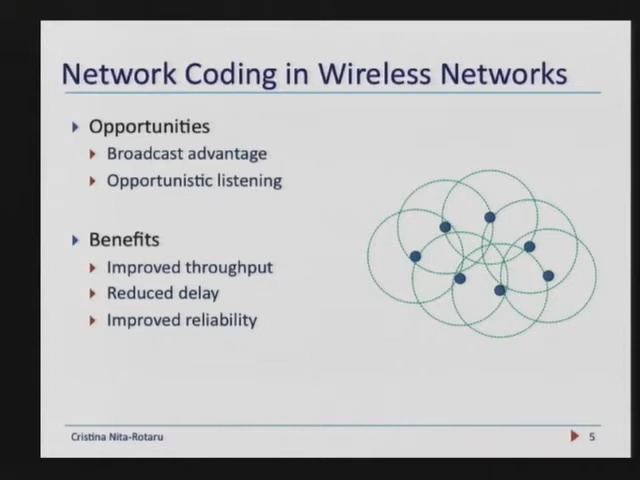 Network Coding in Wireless Networks
Opportunities
Broadcast advantage
Opportunistic listening
Benefits
Improved throughput
Reduced delay
Improved reliability
Cristina Nita-Rotaru
5